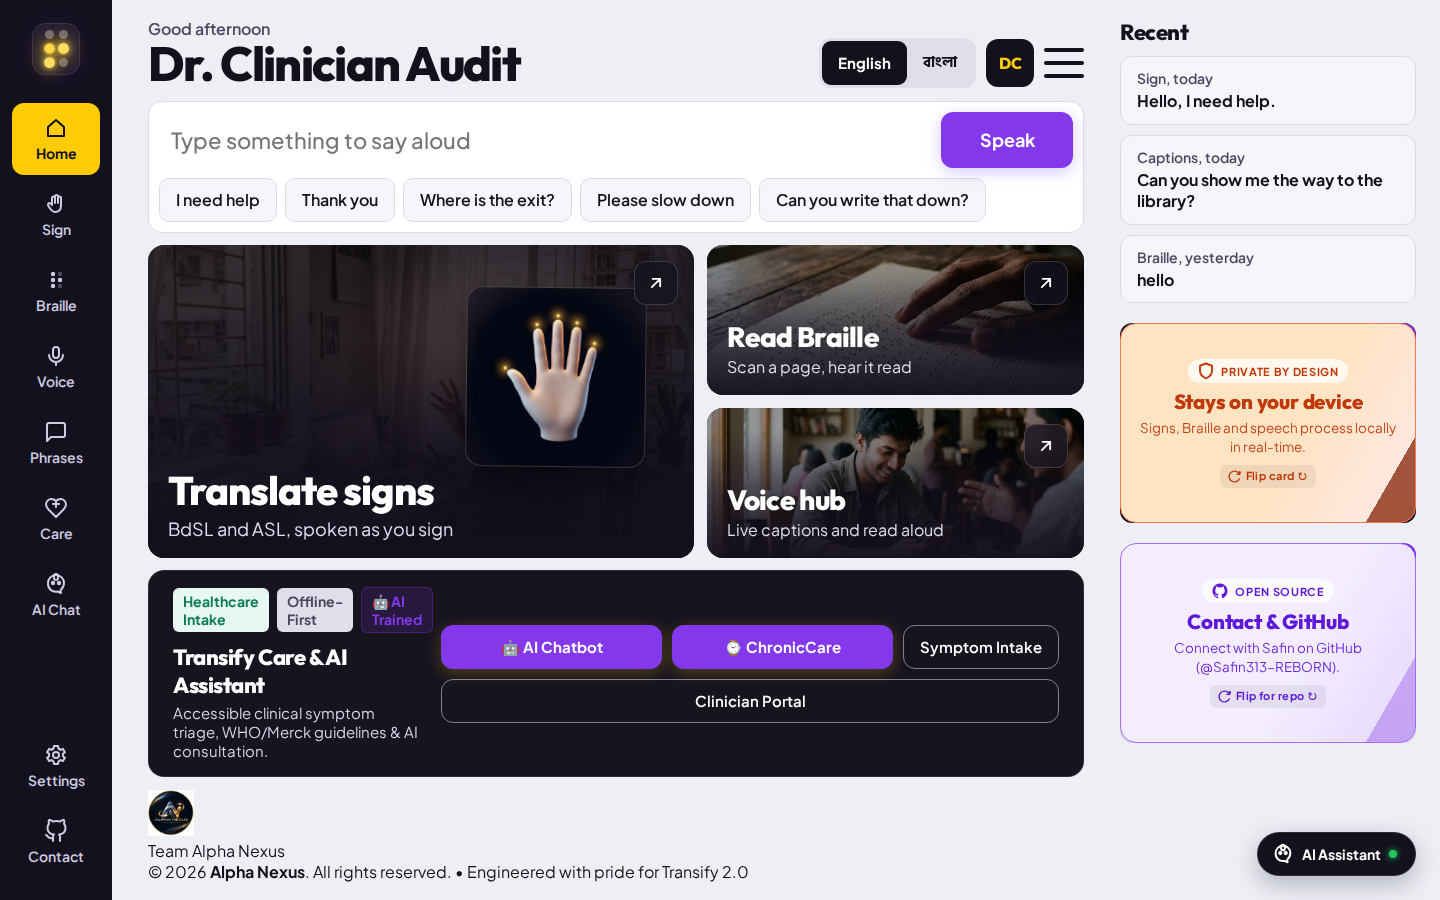 Home
Sign
Braille
Voice
Phrases
Care
AI Chat
Settings
Contact
Good afternoon
Dr. Clinician Audit
English
বাংলা
DC
Type something to say aloud
Speak
I need help
Thank you
Where is the exit?
Please slow down
Can you write that down?
Translate signs
BdSL and ASL, spoken as you sign
Read Braille
Scan a page, hear it read
Voice hub
Live captions and read aloud
Healthcare
Intake
Offline-
First
AI
Trained
Transify Care & AI
Assistant
Accessible clinical symptom
triage, WHO/Merck guidelines & AI
consultation.
AI Chatbot
ChronicCare
Symptom Intake
Clinician Portal
ALPHA NEXUS
Team Alpha Nexus
© 2026 Alpha Nexus. All rights reserved. • Engineered with pride for Transify 2.0
Recent
Sign, today
Hello, I need help.
Captions, today
Can you show me the way to the
library?
Braille, yesterday
hello
PRIVATE BY DESIGN
Stays on your device
Signs, Braille and speech process locally
in real-time.
Flip card ↻
OPEN SOURCE
Contact & GitHub
Connect with Safin on GitHub
(@Safin313-REBORN).
Flip for repo ↻
AI Assistant